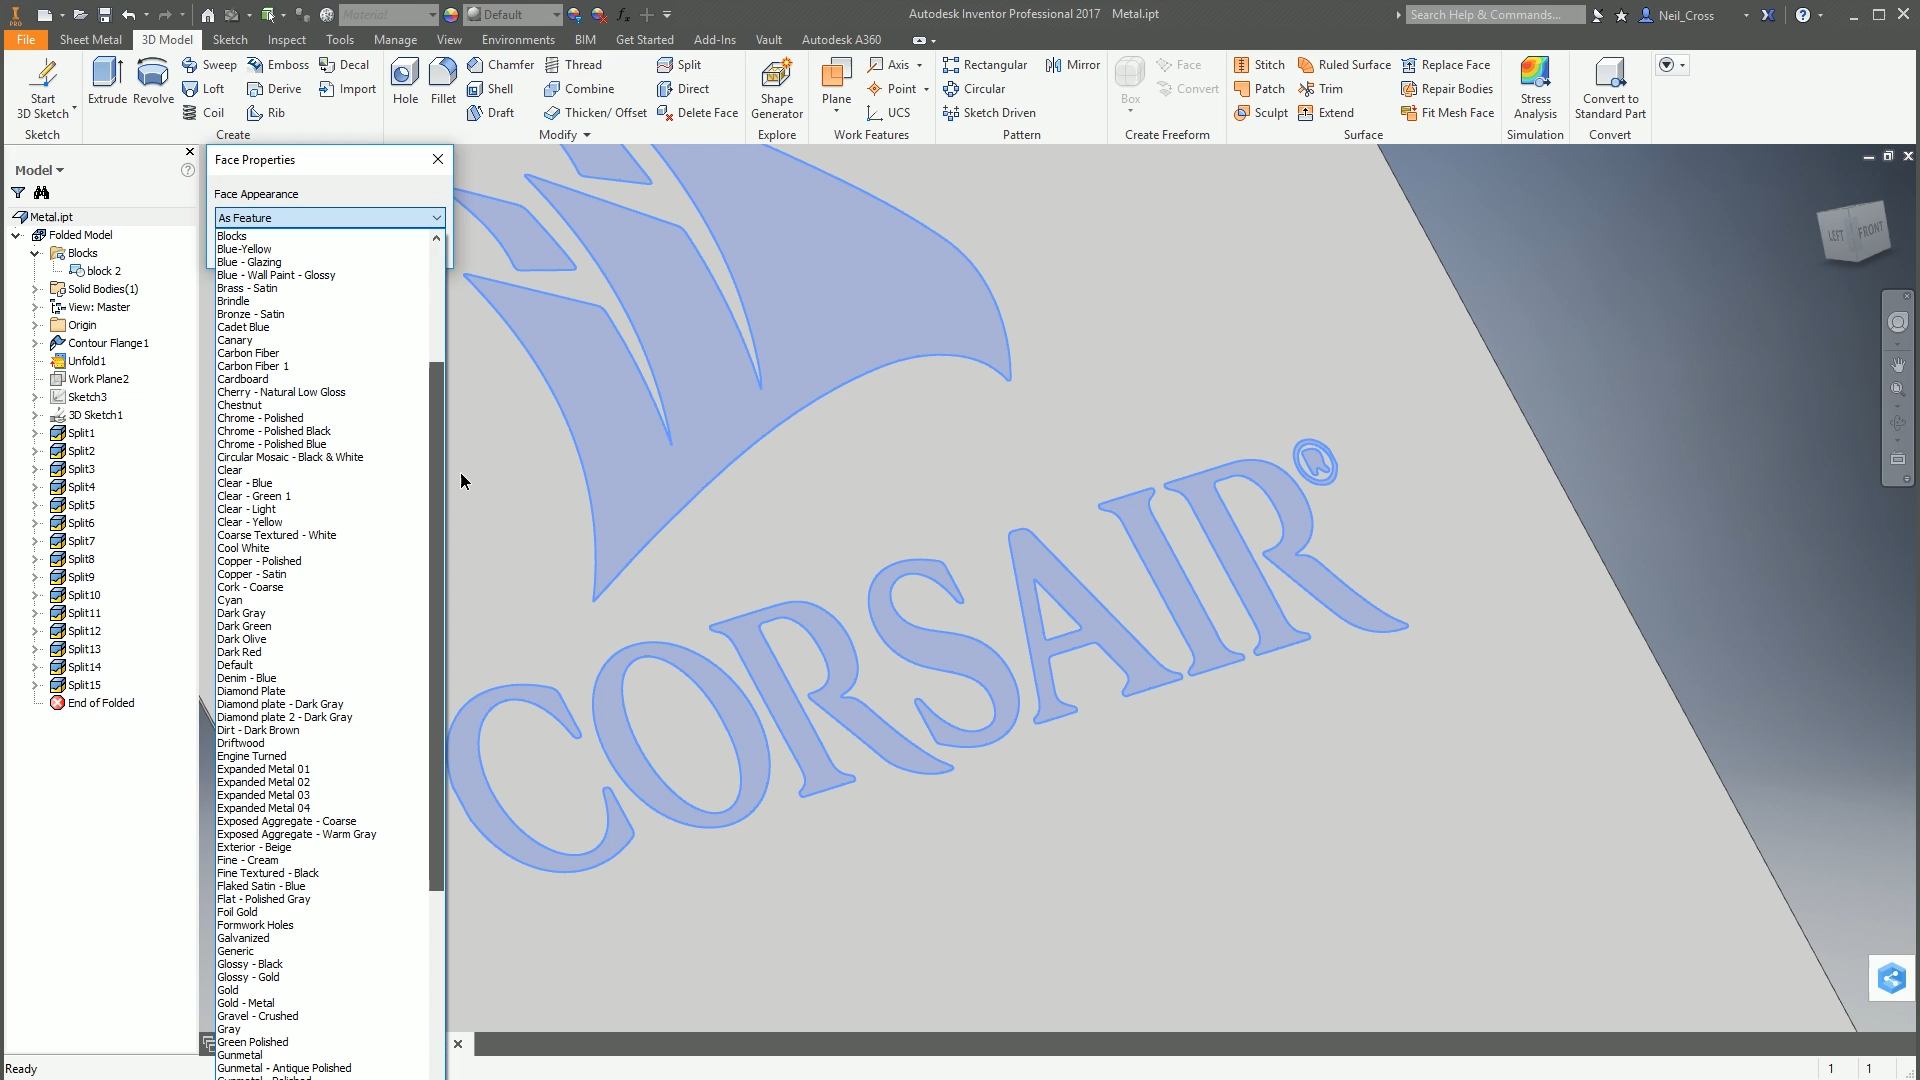 Material
Default
Autodesk Inventor Professional 2017 Metal.ipt
Search Help & Commands...
Neil_Cross
File Sheet Metal 3D Model Sketch Inspect Tools Manage View Environments BIM Get Started Add-Ins Vault Autodesk A360
Start
3D Sketch
Extrude
Revolve
Sweep
Loft
Coil
Emboss
Derive
Rib
Decal
Import
Hole
Fillet
Chamfer
Shell
Draft
Thread
Combine
Thicken/ Offset
Split
Direct
Delete Face
Shape
Generator
Plane
Axis
Point
UCS
Rectangular
Circular
Sketch Driven
Mirror
Box
Face
Convert
Stitch
Patch
Sculpt
Ruled Surface
Trim
Extend
Replace Face
Repair Bodies
Fit Mesh Face
Stress
Analysis
Convert to
Standard Part
Sketch Create Modify Explore Work Features Pattern Create Freeform Surface Simulation Convert
Model
Metal.ipt
Folded Model
Blocks
block 2
Solid Bodies(1)
View: Master
Origin
Contour Flange1
Unfold1
Work Plane2
Sketch3
3D Sketch1
Split1
Split2
Split3
Split4
Split5
Split6
Split7
Split8
Split9
Split10
Split11
Split12
Split13
Split14
Split15
End of Folded
Face Properties
Face Appearance
As Feature
Blocks
Blue-Yellow
Blue - Glazing
Blue - Wall Paint - Glossy
Brass - Satin
Brindle
Bronze - Satin
Cadet Blue
Canary
Carbon Fiber
Carbon Fiber 1
Cardboard
Cherry - Natural Low Gloss
Chestnut
Chrome - Polished
Chrome - Polished Black
Chrome - Polished Blue
Circular Mosaic - Black & White
Clear
Clear - Blue
Clear - Green 1
Clear - Light
Clear - Yellow
Coarse Textured - White
Cool White
Copper - Polished
Copper - Satin
Cork - Coarse
Cyan
Dark Gray
Dark Green
Dark Olive
Dark Red
Default
Denim - Blue
Diamond Plate
Diamond plate - Dark Gray
Diamond plate 2 - Dark Gray
Dirt - Dark Brown
Driftwood
Engine Turned
Expanded Metal 01
Expanded Metal 02
Expanded Metal 03
Expanded Metal 04
Exposed Aggregate - Coarse
Exposed Aggregate - Warm Gray
Exterior - Beige
Fine - Cream
Fine Textured - Black
Flaked Satin - Blue
Flat - Polished Gray
Foil Gold
Formwork Holes
Galvanized
Generic
Glossy - Black
Glossy - Gold
Gold
Gold - Metal
Gravel - Crushed
Gray
Green Polished
Gunmetal
Gunmetal - Antique Polished
CORSAIR®
LEFT FRONT
Ready
1 1